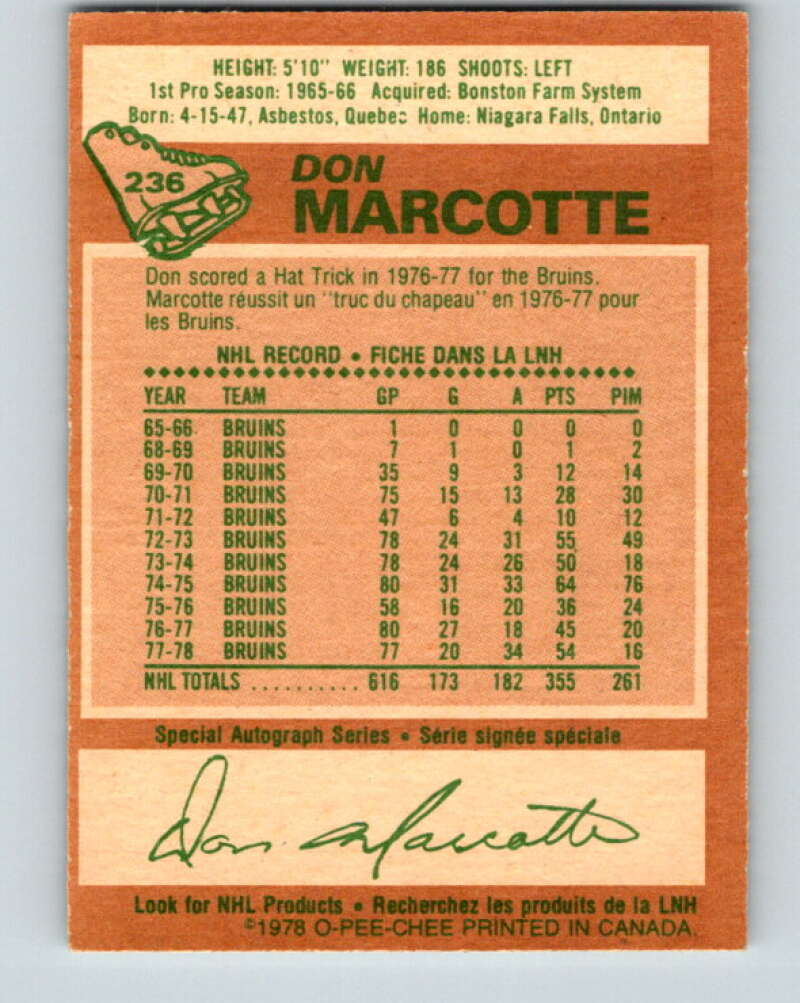 HEIGHT: 5'10" WEIGHT: 186 SHOOTS: LEFT
1st Pro Season: 1965-66 Acquired: Bonston Farm System
Born: 4-15-47, Asbestos, Quebec Home: Niagara Falls, Ontario
236
DON
MARCOTTE
Don scored a Hat Trick in 1976-77 for the Bruins.
Marcotte réussit un "truc du chapeau" en 1976-77 pour
les Bruins.
NHL RECORD • FICHE DANS LA LNH
YEAR TEAM GP G A PTS PIM
65-66 BRUINS 1 0 0 0 0
68-69 BRUINS 7 1 0 1 2
69-70 BRUINS 35 9 3 12 14
70-71 BRUINS 75 15 13 28 30
71-72 BRUINS 47 6 4 10 12
72-73 BRUINS 78 24 31 55 49
73-74 BRUINS 78 24 26 50 18
74-75 BRUINS 80 31 33 64 76
75-76 BRUINS 58 16 20 36 24
76-77 BRUINS 80 27 18 45 20
77-78 BRUINS 77 20 34 54 16
NHL TOTALS .......... 616 173 182 355 261
Special Autograph Series • Série signée spéciale
Don Marcotte
Look for NHL Products • Recherchez les produits de la LNH
©1978 O-PEE-CHEE PRINTED IN CANADA.